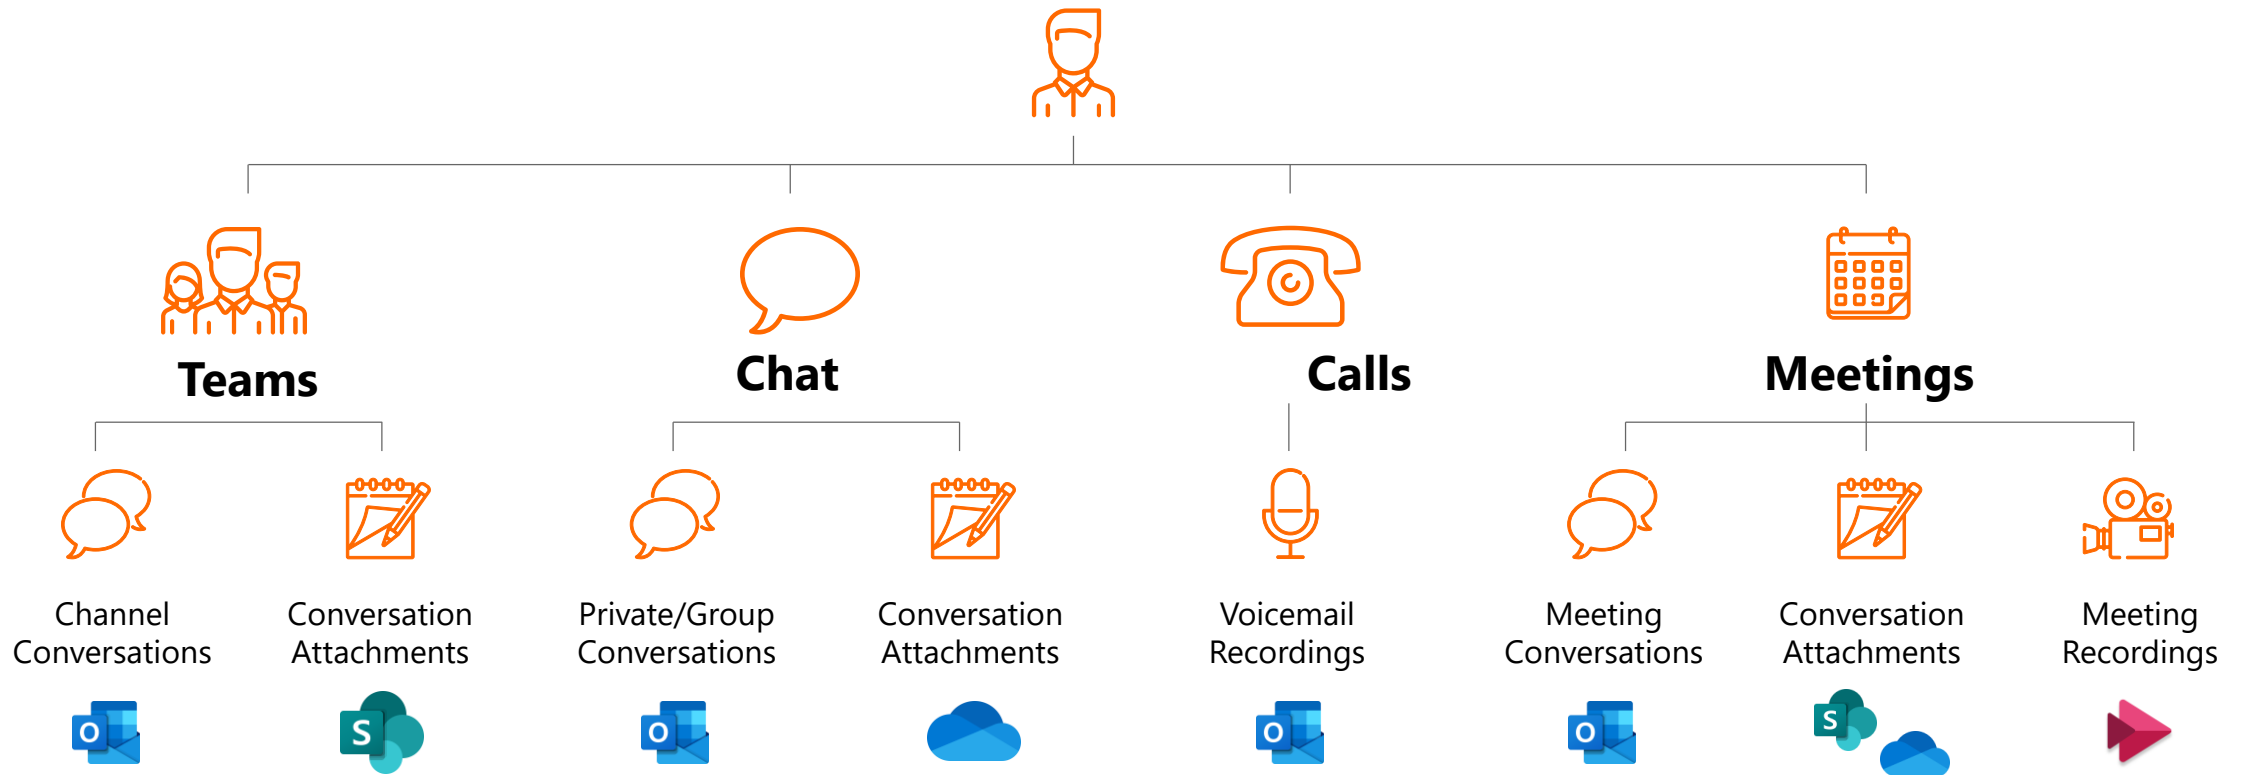 Teams
Chat
Calls
Meetings
Channel
Conversations
Conversation
Attachments
Private/Group
Conversations
Conversation
Attachments
Voicemail
Recordings
Meeting
Conversations
Conversation
Attachments
Meeting
Recordings
O
S
O
O
O
S